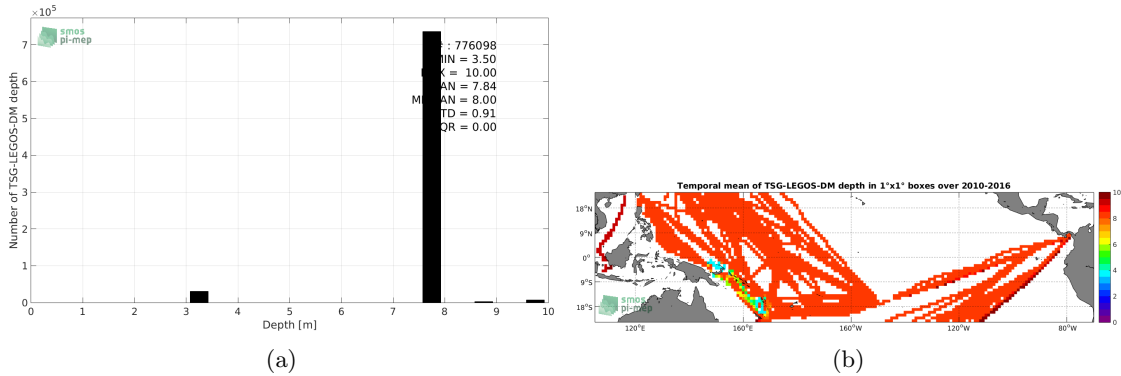 ×10⁵
smos
pi-mep
7
6
5
4
3
2
1
0
Number of TSG-LEGOS-DM depth
: 776098
MIN = 3.50
X = 10.00
AN = 7.84
AN = 8.00
TD = 0.91
QR = 0.00
0 1 2 3 4 5 6 7 8 9 10
Depth [m]
(a)
Temporal mean of TSG-LEGOS-DM depth in 1°x1° boxes over 2010-2016
18°N
9°N
0°
9°S
18°S
120°E 160°E 160°W 120°W 80°W
10
8
6
4
2
0
smos
pi-mep
(b)